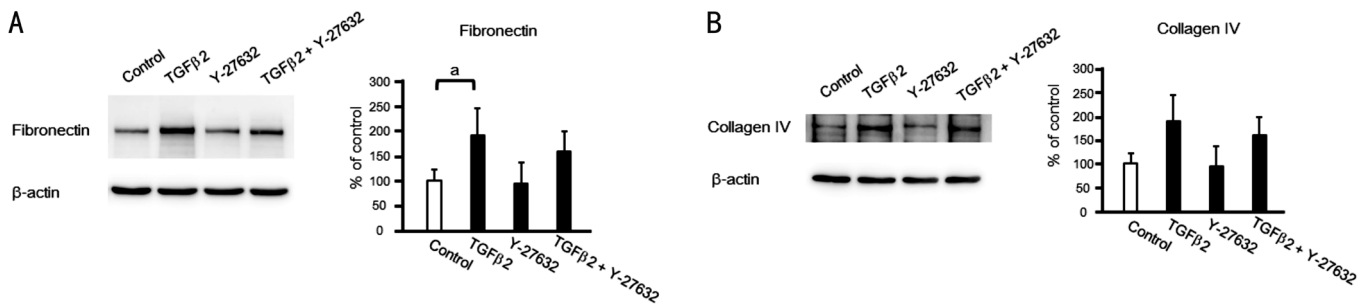 A
Control
TGFβ2
Y-27632
TGFβ2 + Y-27632
Fibronectin
β-actin
Fibronectin
a
% of control
300
250
200
150
100
50
0
Control
TGFβ2
Y-27632
TGFβ2 + Y-27632
B
Control
TGFβ2
Y-27632
TGFβ2 + Y-27632
Collagen IV
β-actin
Collagen IV
% of control
300
250
200
150
100
50
0
Control
TGFβ2
Y-27632
TGFβ2 + Y-27632